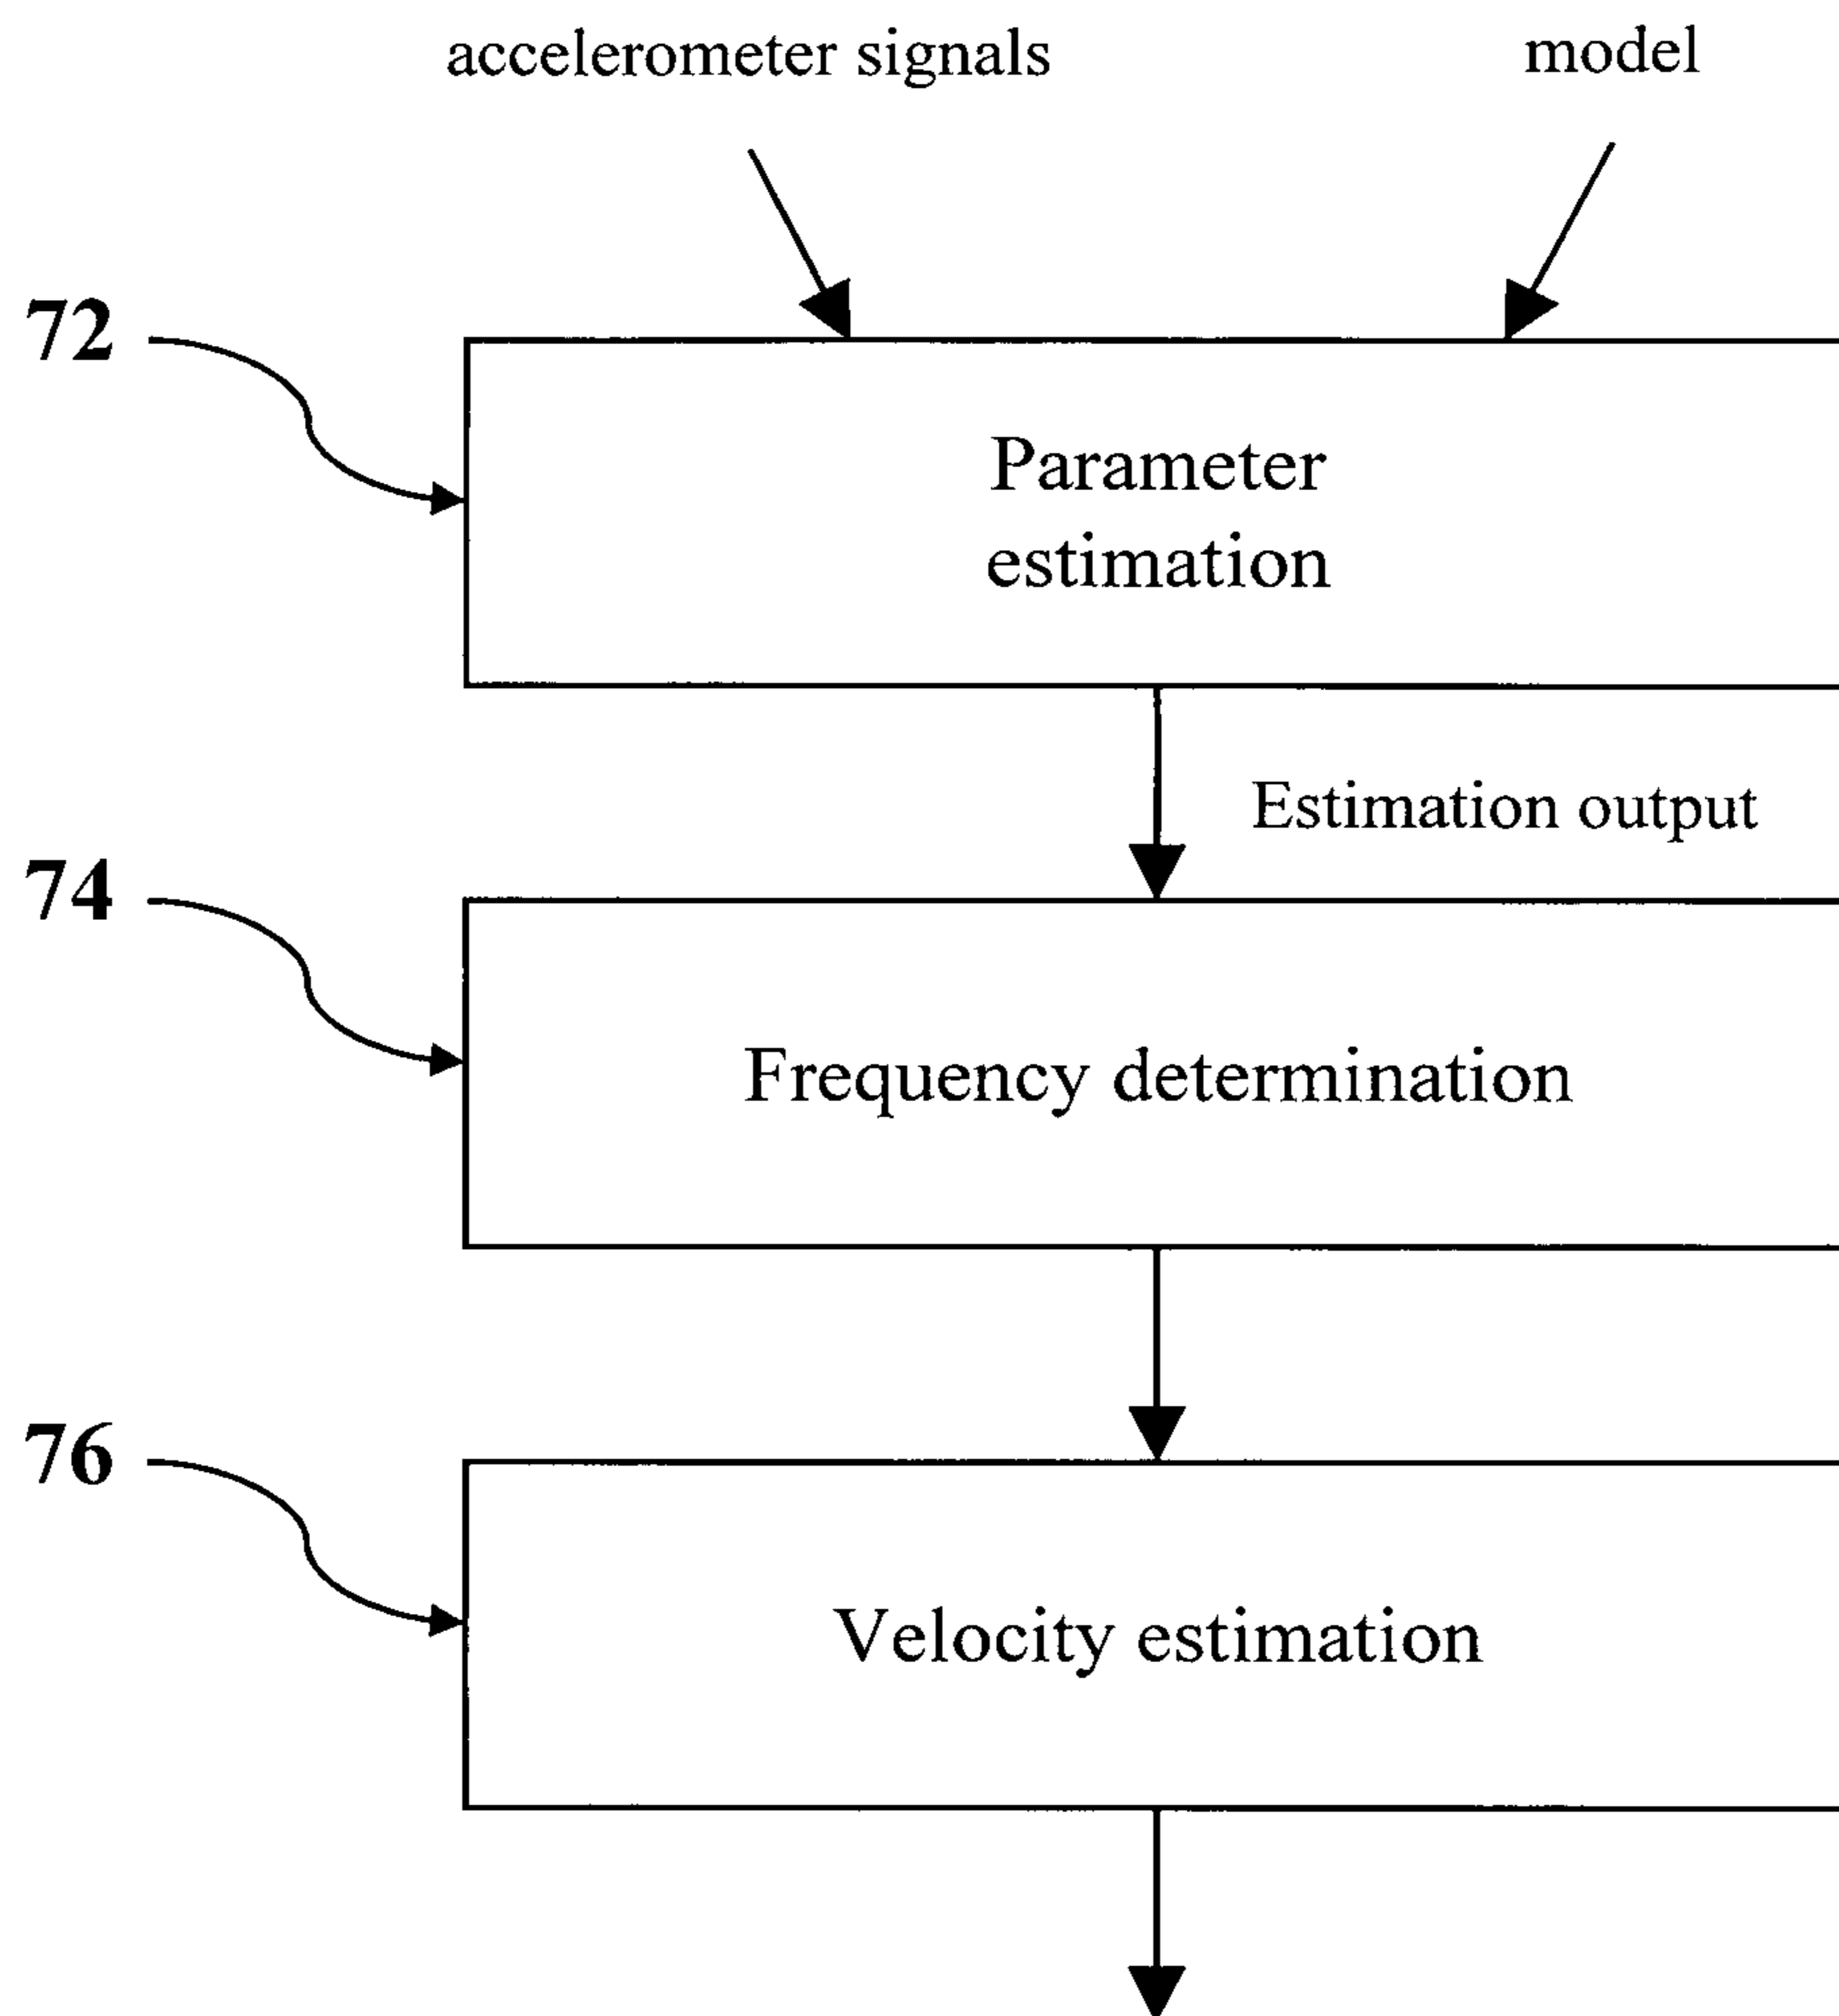 accelerometer signals
model
72
Parameter
estimation
Estimation output
74
Frequency determination
76
Velocity estimation